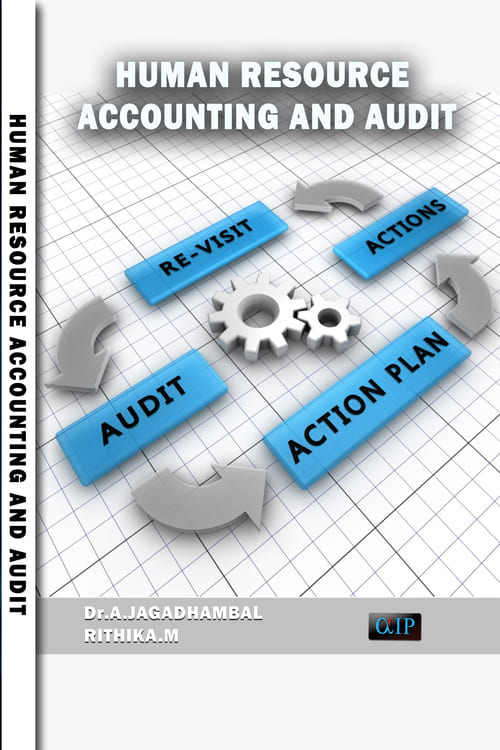 HUMAN RESOURCE ACCOUNTING AND AUDIT
HUMAN RESOURCE
ACCOUNTING AND AUDIT
RE-VISIT
ACTIONS
AUDIT
ACTION PLAN
Dr.A.JAGADHAMBAL
RITHIKA.M
αIP